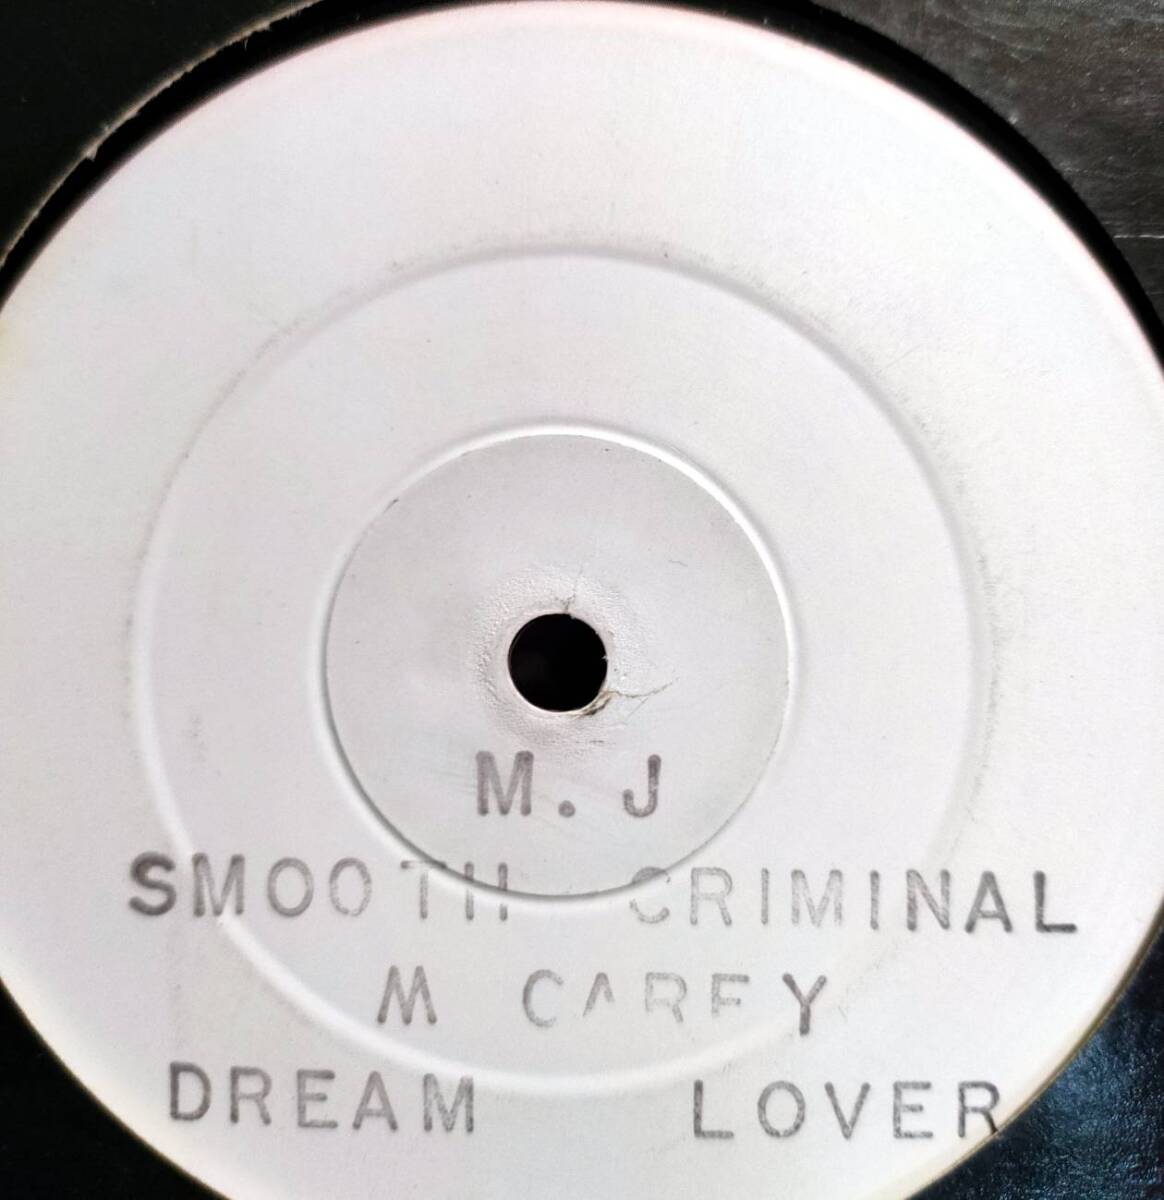 M. J
SMOOTH CRIMINAL
M CAREY
DREAM LOVER